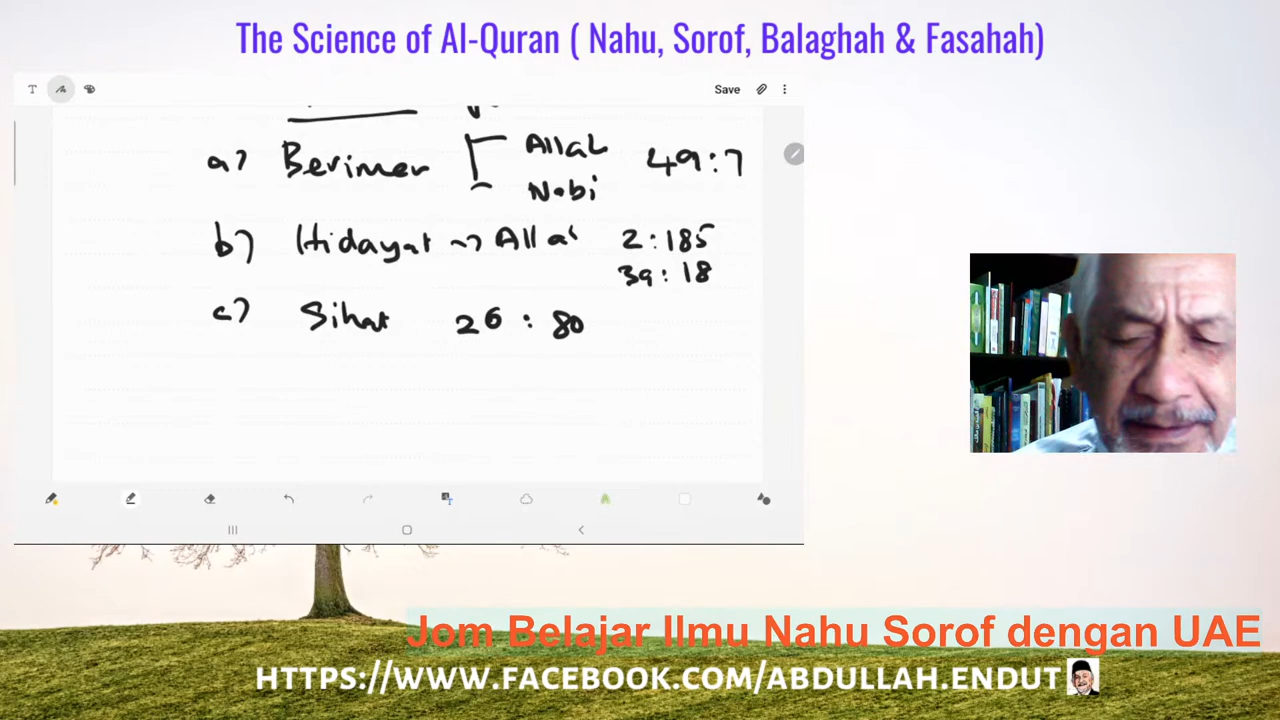 The Science of Al-Quran ( Nahu, Sorof, Balaghah & Fasahah)
T Save
a) Beriman Allah 49:7
Nabi
b) Hidayat → Allah 2:185
39:18
c) Sihat 26:80
Jom Belajar Ilmu Nahu Sorof dengan UAE
HTTPS://WWW.FACEBOOK.COM/ABDULLAH.ENDUT